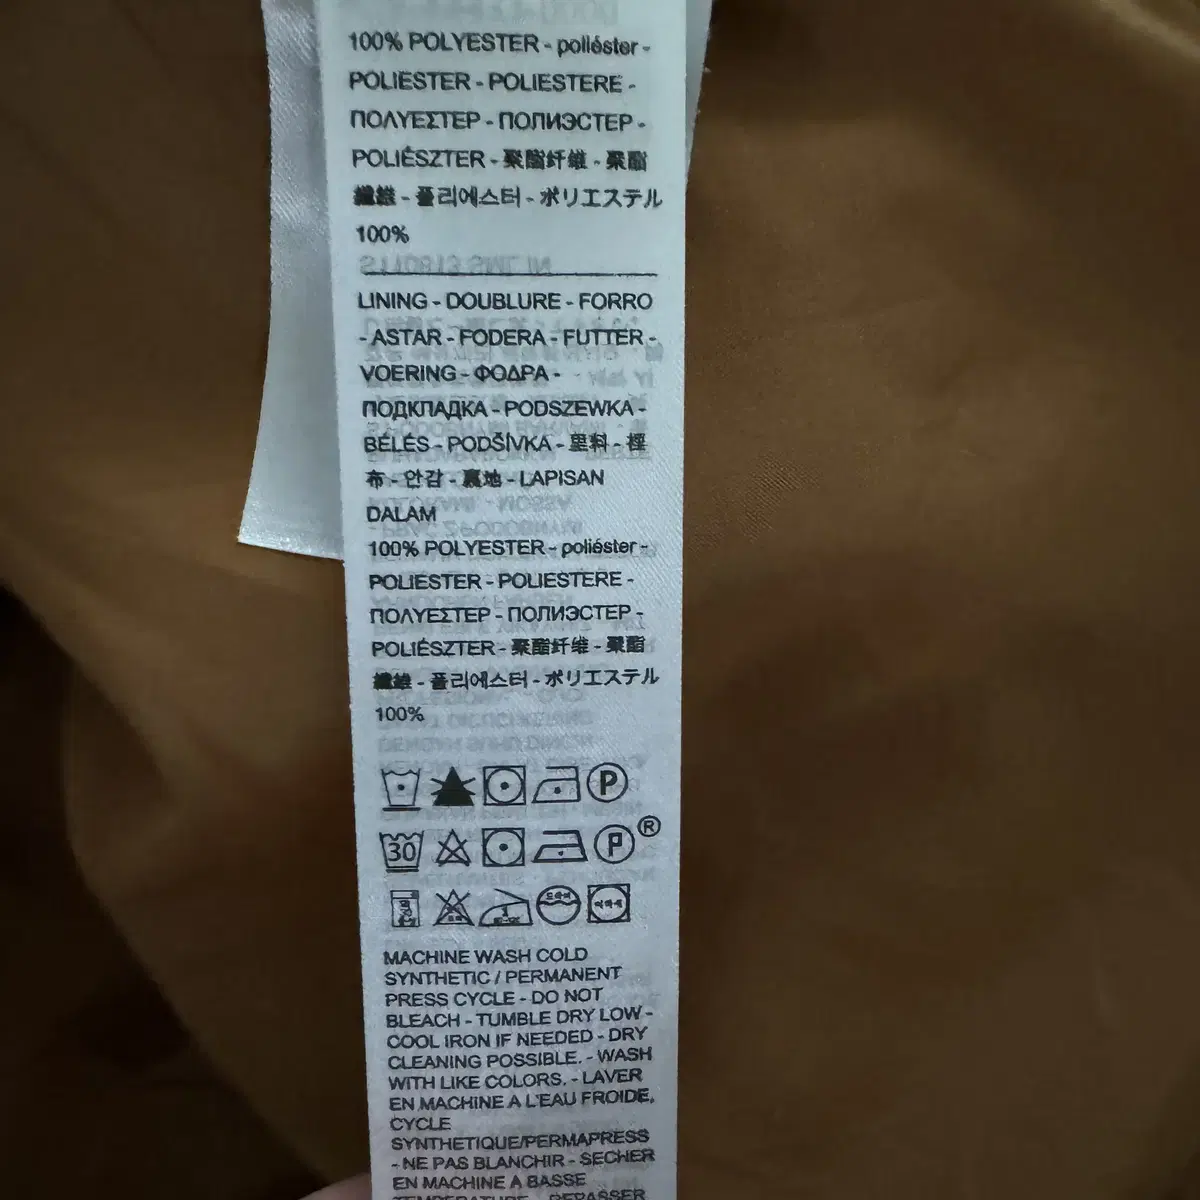 100% POLYESTER - poliéster -
POLIESTER - POLIESTERE -
ΠΟΛΥΕΣΤΕΡ - ПОЛИЭСТЕР -
POLIÉSZTER - 聚酯纤维 - 聚酯
纖維 - 폴리에스터 - ポリエステル
100%
LINING - DOUBLURE - FORRO
- ASTAR - FODERA - FUTTER -
VOERING - ΦΟΔΡΑ -
ПОДКЛАДКА - PODSZEWKA -
BÉLÉS - PODŠÍVKA - 里料 - 裡
布 - 안감 - 裏地 - LAPISAN
DALAM
100% POLYESTER - poliéster -
POLIESTER - POLIESTERE -
ΠΟΛΥΕΣΤΕΡ - ПОЛИЭСТЕР -
POLIÉSZTER - 聚酯纤维 - 聚酯
纖維 - 폴리에스터 - ポリエステル
100%
P
30 P ®
MACHINE WASH COLD
SYNTHETIC / PERMANENT
PRESS CYCLE - DO NOT
BLEACH - TUMBLE DRY LOW -
COOL IRON IF NEEDED - DRY
CLEANING POSSIBLE. - WASH
WITH LIKE COLORS. - LAVER
EN MACHINE A L'EAU FROIDE,
CYCLE
SYNTHETIQUE/PERMAPRESS
- NE PAS BLANCHIR - SECHER
EN MACHINE A BASSE
TEMPERATURE - REPASSER